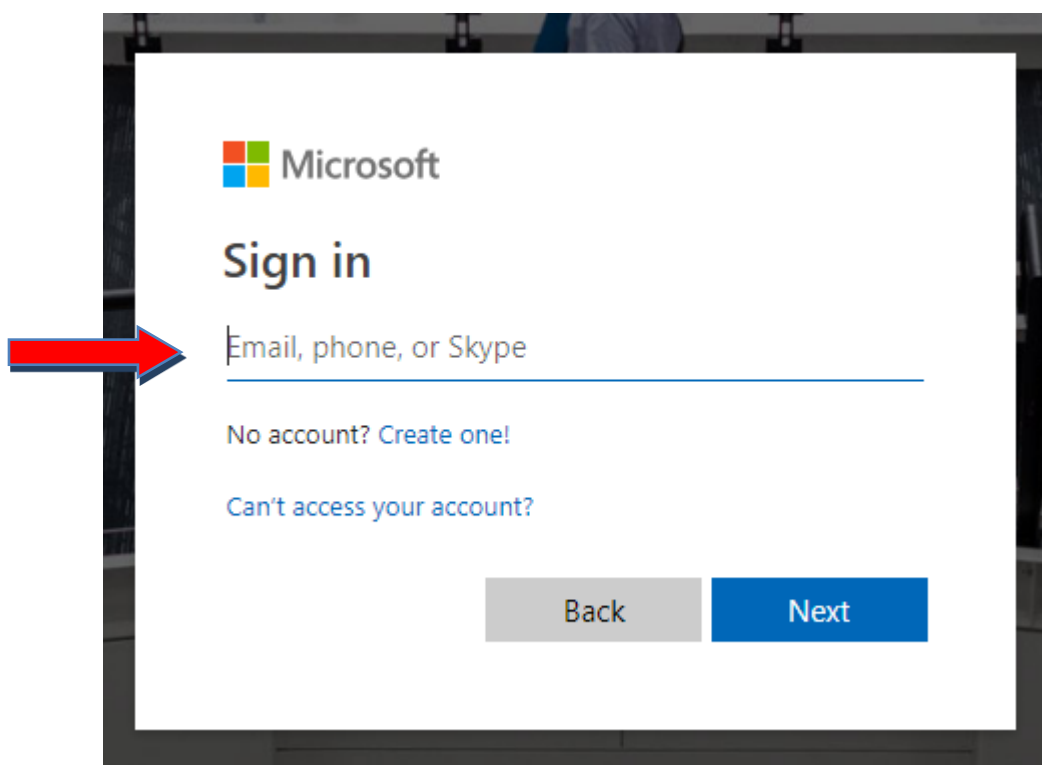 Microsoft
Sign in
Email, phone, or Skype
No account? Create one!
Can't access your account?
Back Next